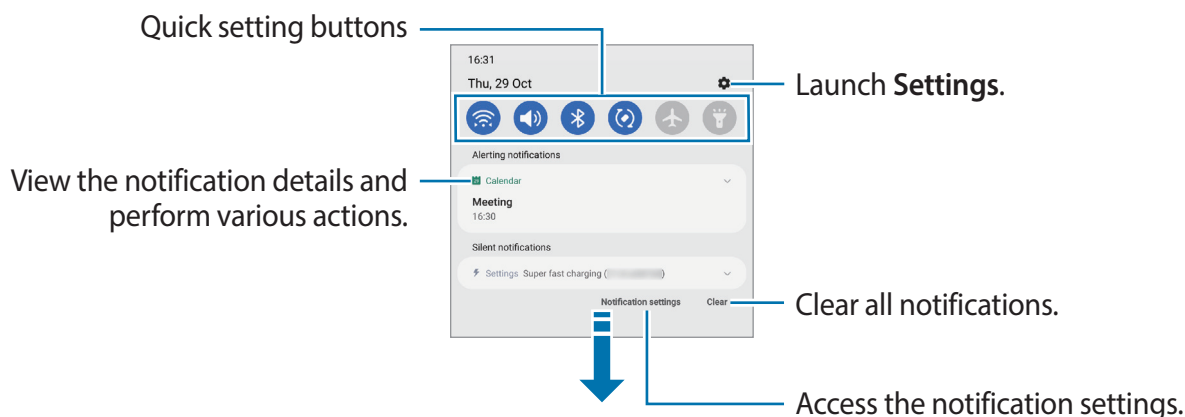 Quick setting buttons
16:31
Thu, 29 Oct
Launch Settings.
Alerting notifications
View the notification details and
perform various actions.
Calendar
Meeting
16:30
Silent notifications
Settings Super fast charging ( )
Notification settings Clear
Clear all notifications.
Access the notification settings.